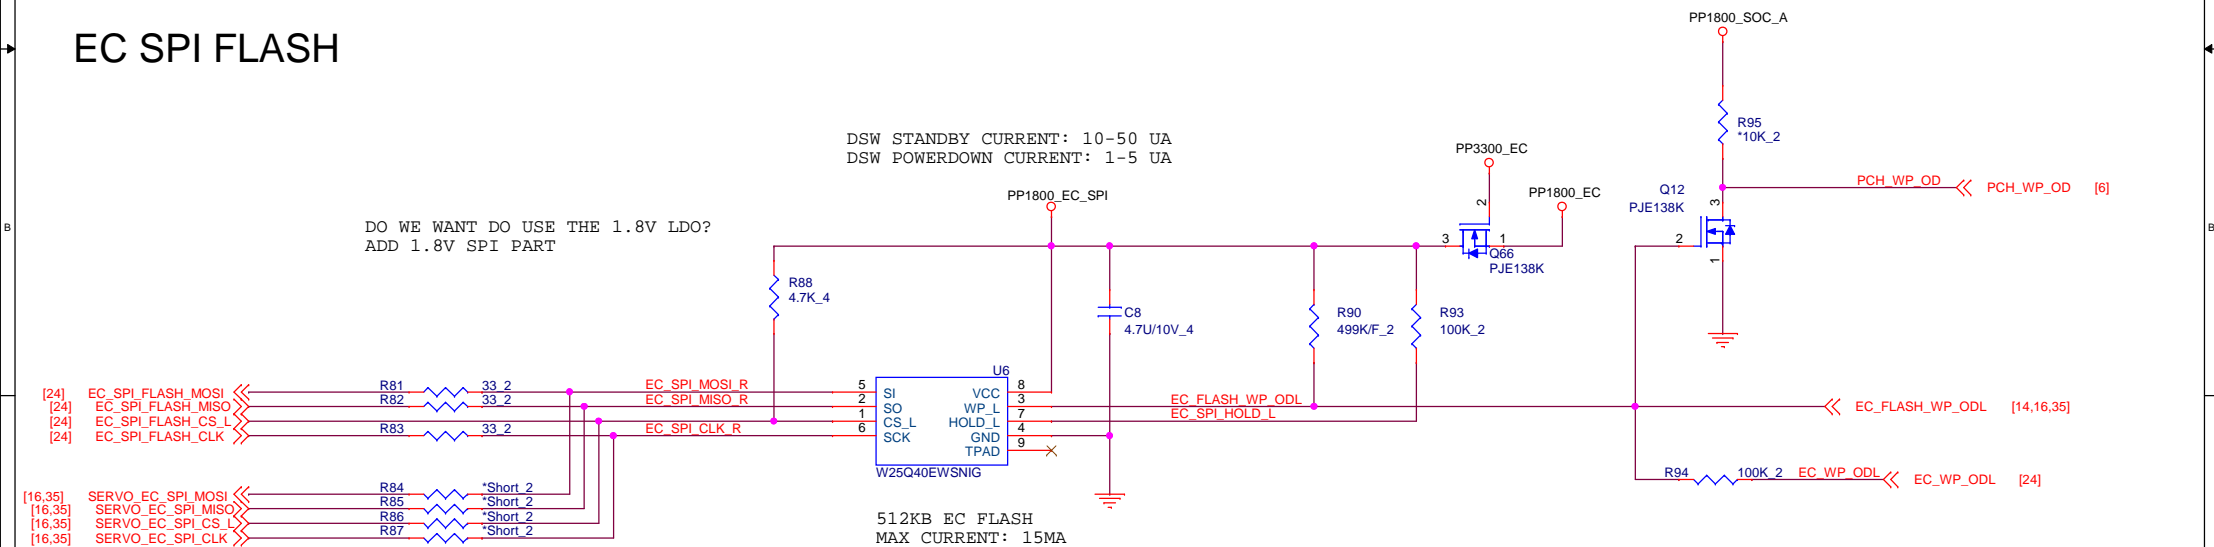 PP1800_SOC_A
EC SPI FLASH
R95
*10K_2
DSW STANDBY CURRENT: 10-50 UA
DSW POWERDOWN CURRENT: 1-5 UA
PP3300_EC
PP1800_EC_SPI
PP1800_EC
Q12
PJE138K
PCH_WP_OD
PCH_WP_OD [6]
2
3
2
1
3
1
Q66
PJE138K
B
B
DO WE WANT DO USE THE 1.8V LDO?
ADD 1.8V SPI PART
R88
4.7K_4
C8
4.7U/10V_4
R90
499K/F_2
R93
100K_2
U6
[24] EC_SPI_FLASH_MOSI R81 33_2 EC_SPI_MOSI_R 5 SI VCC 8
[24] EC_SPI_FLASH_MISO R82 33_2 EC_SPI_MISO_R 2 SO WP_L 3 EC_FLASH_WP_ODL EC_FLASH_WP_ODL [14,16,35]
[24] EC_SPI_FLASH_CS_L 1 CS_L HOLD_L 7 EC_SPI_HOLD_L
[24] EC_SPI_FLASH_CLK R83 33_2 EC_SPI_CLK_R 6 SCK GND 4
TPAD 9
W25Q40EWSNIG
R94 100K_2 EC_WP_ODL EC_WP_ODL [24]
[16,35] SERVO_EC_SPI_MOSI R84 *Short_2
[16,35] SERVO_EC_SPI_MISO R85 *Short_2
[16,35] SERVO_EC_SPI_CS_L R86 *Short_2
[16,35] SERVO_EC_SPI_CLK R87 *Short_2
512KB EC FLASH
MAX CURRENT: 15MA